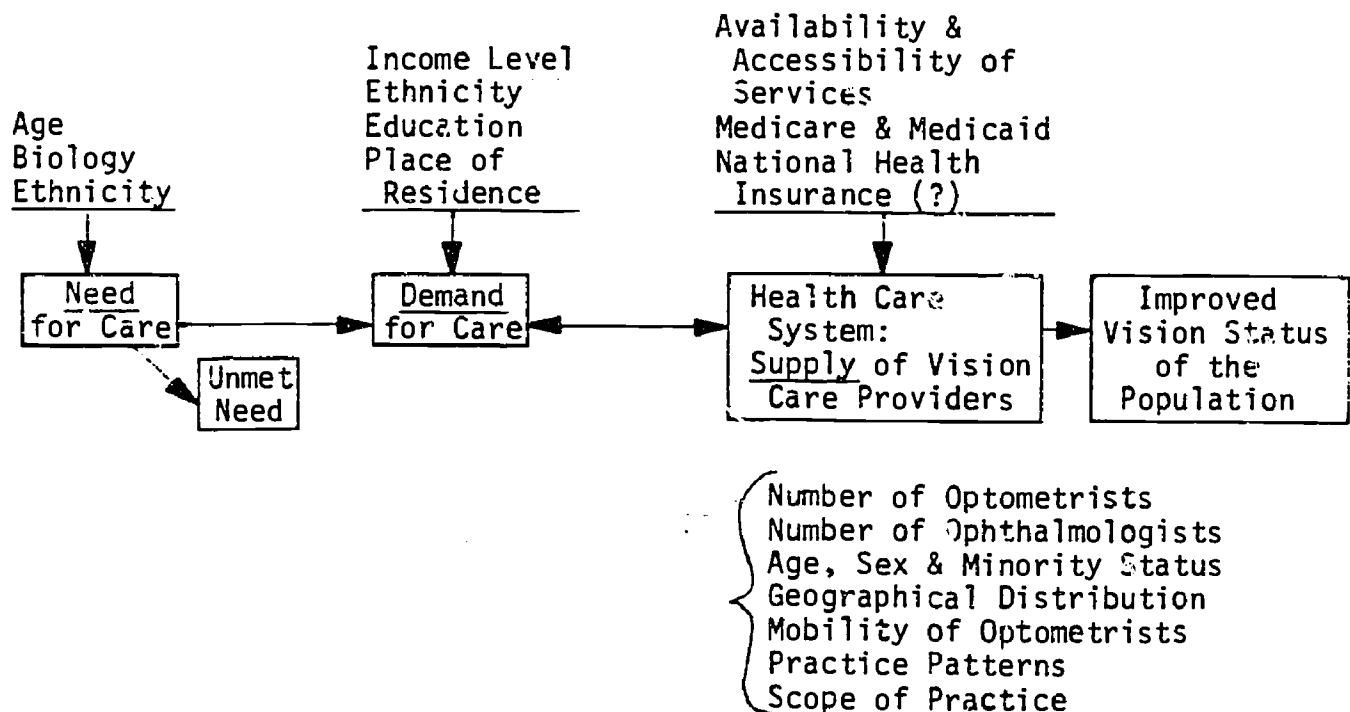 Age
Biology
Ethnicity
Need
for Care
Unmet
Need
Income Level
Ethnicity
Education
Place of
Residence
Demand
for Care
Availability &
Accessibility of
Services
Medicare & Medicaid
National Health
Insurance (?)
Health Care
System:
Supply of Vision
Care Providers
Improved
Vision Status
of the
Population
Number of Optometrists
Number of Ophthalmologists
Age, Sex & Minority Status
Geographical Distribution
Mobility of Optometrists
Practice Patterns
Scope of Practice